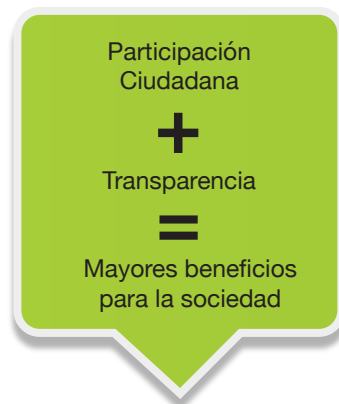 Participación
Ciudadana
+
Transparencia
=
Mayores beneficios
para la sociedad